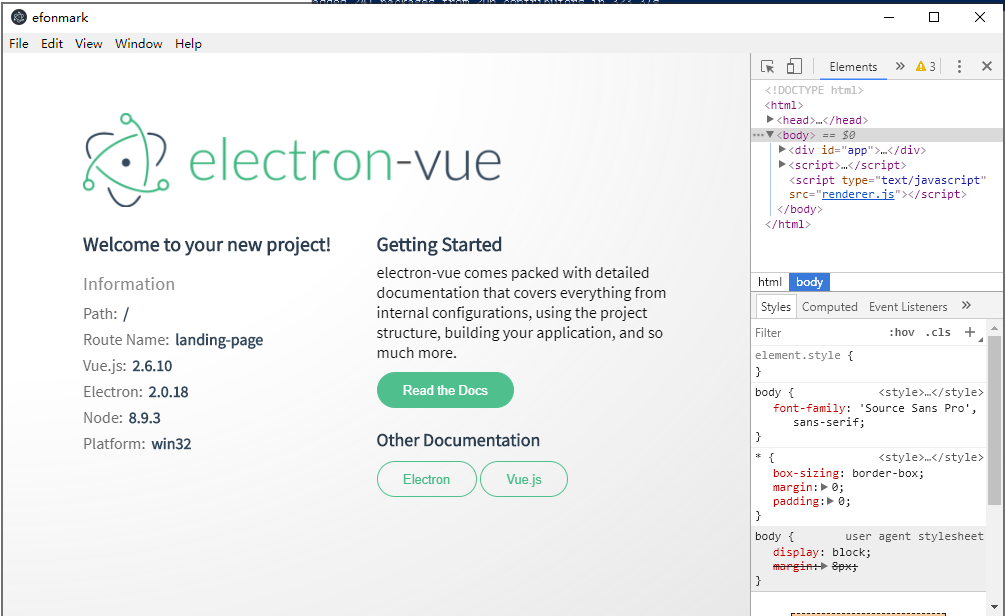 efonmark
File Edit View Window Help
electron-vue
Welcome to your new project!
Information
Path: /
Route Name: landing-page
Vue.js: 2.6.10
Electron: 2.0.18
Node: 8.9.3
Platform: win32
Getting Started
electron-vue comes packed with detailed
documentation that covers everything from
internal configurations, using the project
structure, building your application, and so
much more.
Read the Docs
Other Documentation
Electron Vue.js
Elements » 3
<!DOCTYPE html>
<html>
<head>…</head>
<body> == $0
<div id="app">…</div>
<script>…</script>
<script type="text/javascript"
src="renderer.js"></script>
</body>
</html>
html body
Styles Computed Event Listeners »
Filter :hov .cls +
element.style {
}
body { <style>…</style>
font-family: 'Source Sans Pro',
sans-serif;
}
* { <style>…</style>
box-sizing: border-box;
margin: 0;
padding: 0;
}
body { user agent stylesheet
display: block;
margin: 8px;
}